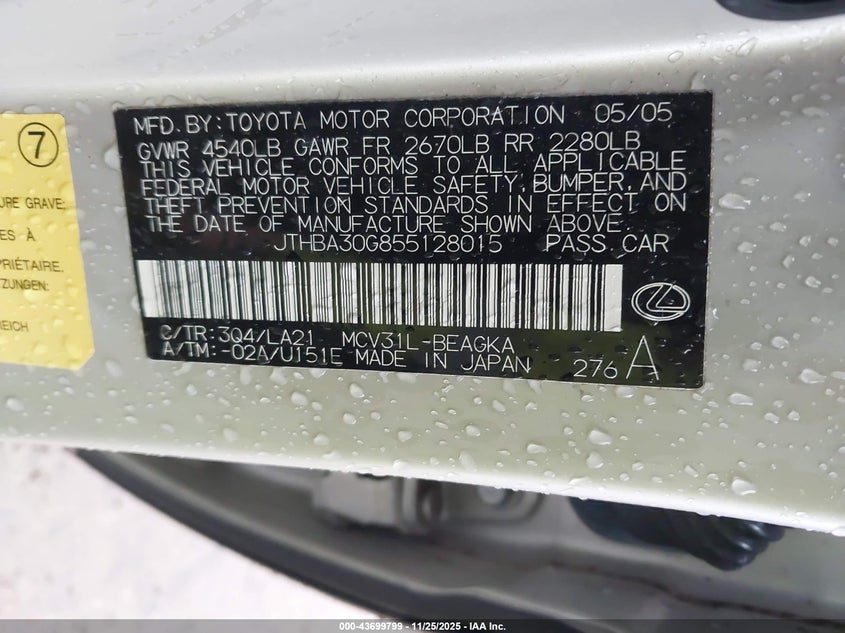 7
URE GRAVE;
ES À
PRIÉTAIRE.
TZUNGEN:
REICH
MFD. BY: TOYOTA MOTOR CORPORATION 05/05
GVWR 4540LB GAWR FR 2670LB RR 2280LB
THIS VEHICLE CONFORMS TO ALL APPLICABLE
FEDERAL MOTOR VEHICLE SAFETY, BUMPER, AND
THEFT PREVENTION STANDARDS IN EFFECT ON
THE DATE OF MANUFACTURE SHOWN ABOVE.
JTHBA30G855128015 PASS. CAR
C/TR: 3Q4/LA21 MCV31L-BEAGKA
A/TM: -02A/U151E MADE IN JAPAN 276 A
000-43699799 - 11/25/2025 - IAA Inc.